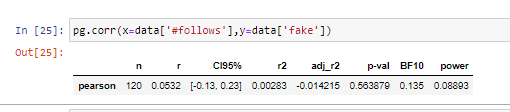 In [25]: pg.corr(x=data['#follows'],y=data['fake'])
Out[25]:
n r CI95% r2 adj_r2 p-val BF10 power
pearson 120 0.0532 [-0.13, 0.23] 0.00283 -0.014215 0.563879 0.135 0.08893